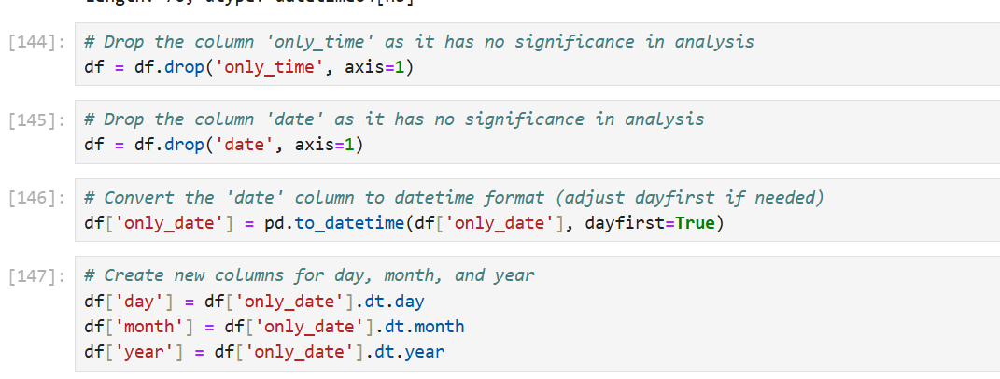 [144]: # Drop the column 'only_time' as it has no significance in analysis
df = df.drop('only_time', axis=1)
[145]: # Drop the column 'date' as it has no significance in analysis
df = df.drop('date', axis=1)
[146]: # Convert the 'date' column to datetime format (adjust dayfirst if needed)
df['only_date'] = pd.to_datetime(df['only_date'], dayfirst=True)
[147]: # Create new columns for day, month, and year
df['day'] = df['only_date'].dt.day
df['month'] = df['only_date'].dt.month
df['year'] = df['only_date'].dt.year